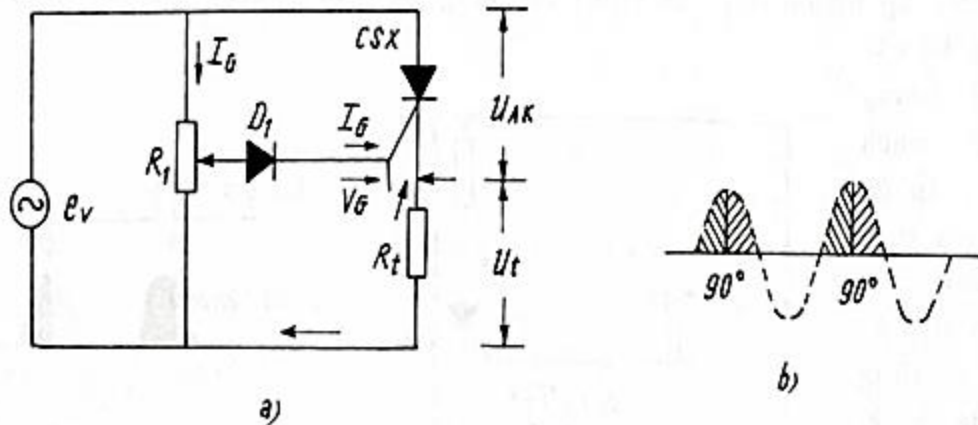 CSX
I_G
D_1
I_G
U_AK
R_1
V_G
e_v
R_t
U_t
90°
90°
a)
b)